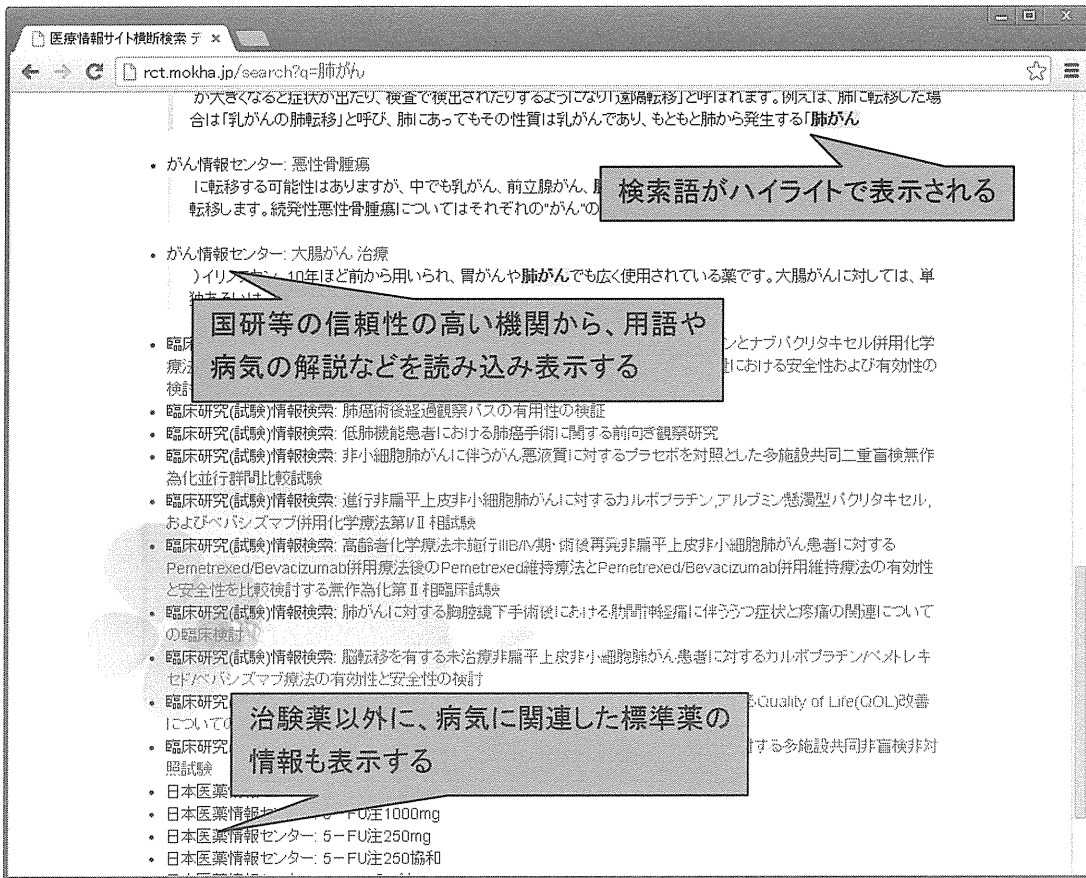 医療情報サイト横断検索 デ ×
rct.mokha.jp/search?q=肺がん
が大きくなると症状が出たり、検査で検出されたりするようになり「遠隔転移」と呼ばれます。例えば、肺に転移した場
合は「乳がんの肺転移」と呼び、肺にあってもその性質は乳がんであり、もともと肺から発生する「肺がん
• がん情報センター: 悪性骨腫瘍
に転移する可能性はありますが、中でも乳がん、前立腺がん、
転移します。続発性悪性骨腫瘍についてはそれぞれの"がん"の
検索語がハイライトで表示される
• がん情報センター: 大腸がん 治療
)イリノテカン 10年ほど前から用いられ、胃がんや肺がんでも広く使用されている薬です。大腸がんに対しては、単
国研等の信頼性の高い機関から、用語や
病気の解説などを読み込み表示する
• 臨床
ンとナブパクリタキセル併用化学
療法
における安全性および有効性の
検討
• 臨床研究(試験)情報検索: 肺癌術後経過観察パスの有用性の検証
• 臨床研究(試験)情報検索: 低肺機能患者における肺癌手術に関する前向き観察研究
• 臨床研究(試験)情報検索: 非小細胞肺がんに伴うがん悪液質に対するプラセボを対照とした多施設共同二重盲検無作
為化並行群間比較試験
• 臨床研究(試験)情報検索: 進行非扁平上皮非小細胞肺がんに対するカルボプラチン,アルブミン懸濁型パクリタキセル,
およびベバシズマブ併用化学療法第I/II相試験
• 臨床研究(試験)情報検索: 高齢者化学療法未施行IIIB/IV期・術後再発非扁平上皮非小細胞肺がん患者に対する
Pemetrexed/Bevacizumab併用療法後のPemetrexed維持療法とPemetrexed/Bevacizumab併用維持療法の有効性
と安全性を比較検討する無作為化第II相臨床試験
• 臨床研究(試験)情報検索: 肺がんに対する胸腔鏡下手術後における肋間神経痛に伴ううつ症状と疼痛の関連について
の臨床検討
• 臨床研究(試験)情報検索: 脳転移を有する未治療非扁平上皮非小細胞肺がん患者に対するカルボプラチン/ペメトレキ
セド/ベバシズマブ療法の有効性と安全性の検討
• 臨床研究
るQuality of Life(QOL)改善
についての
治験薬以外に、病気に関連した標準薬の
情報も表示する
• 臨床研究
対する多施設共同非盲検非対
照試験
• 日本医薬情報
• 日本医薬情報センター: 5-FU注1000mg
• 日本医薬情報センター: 5-FU注250mg
• 日本医薬情報センター: 5-FU注250協和